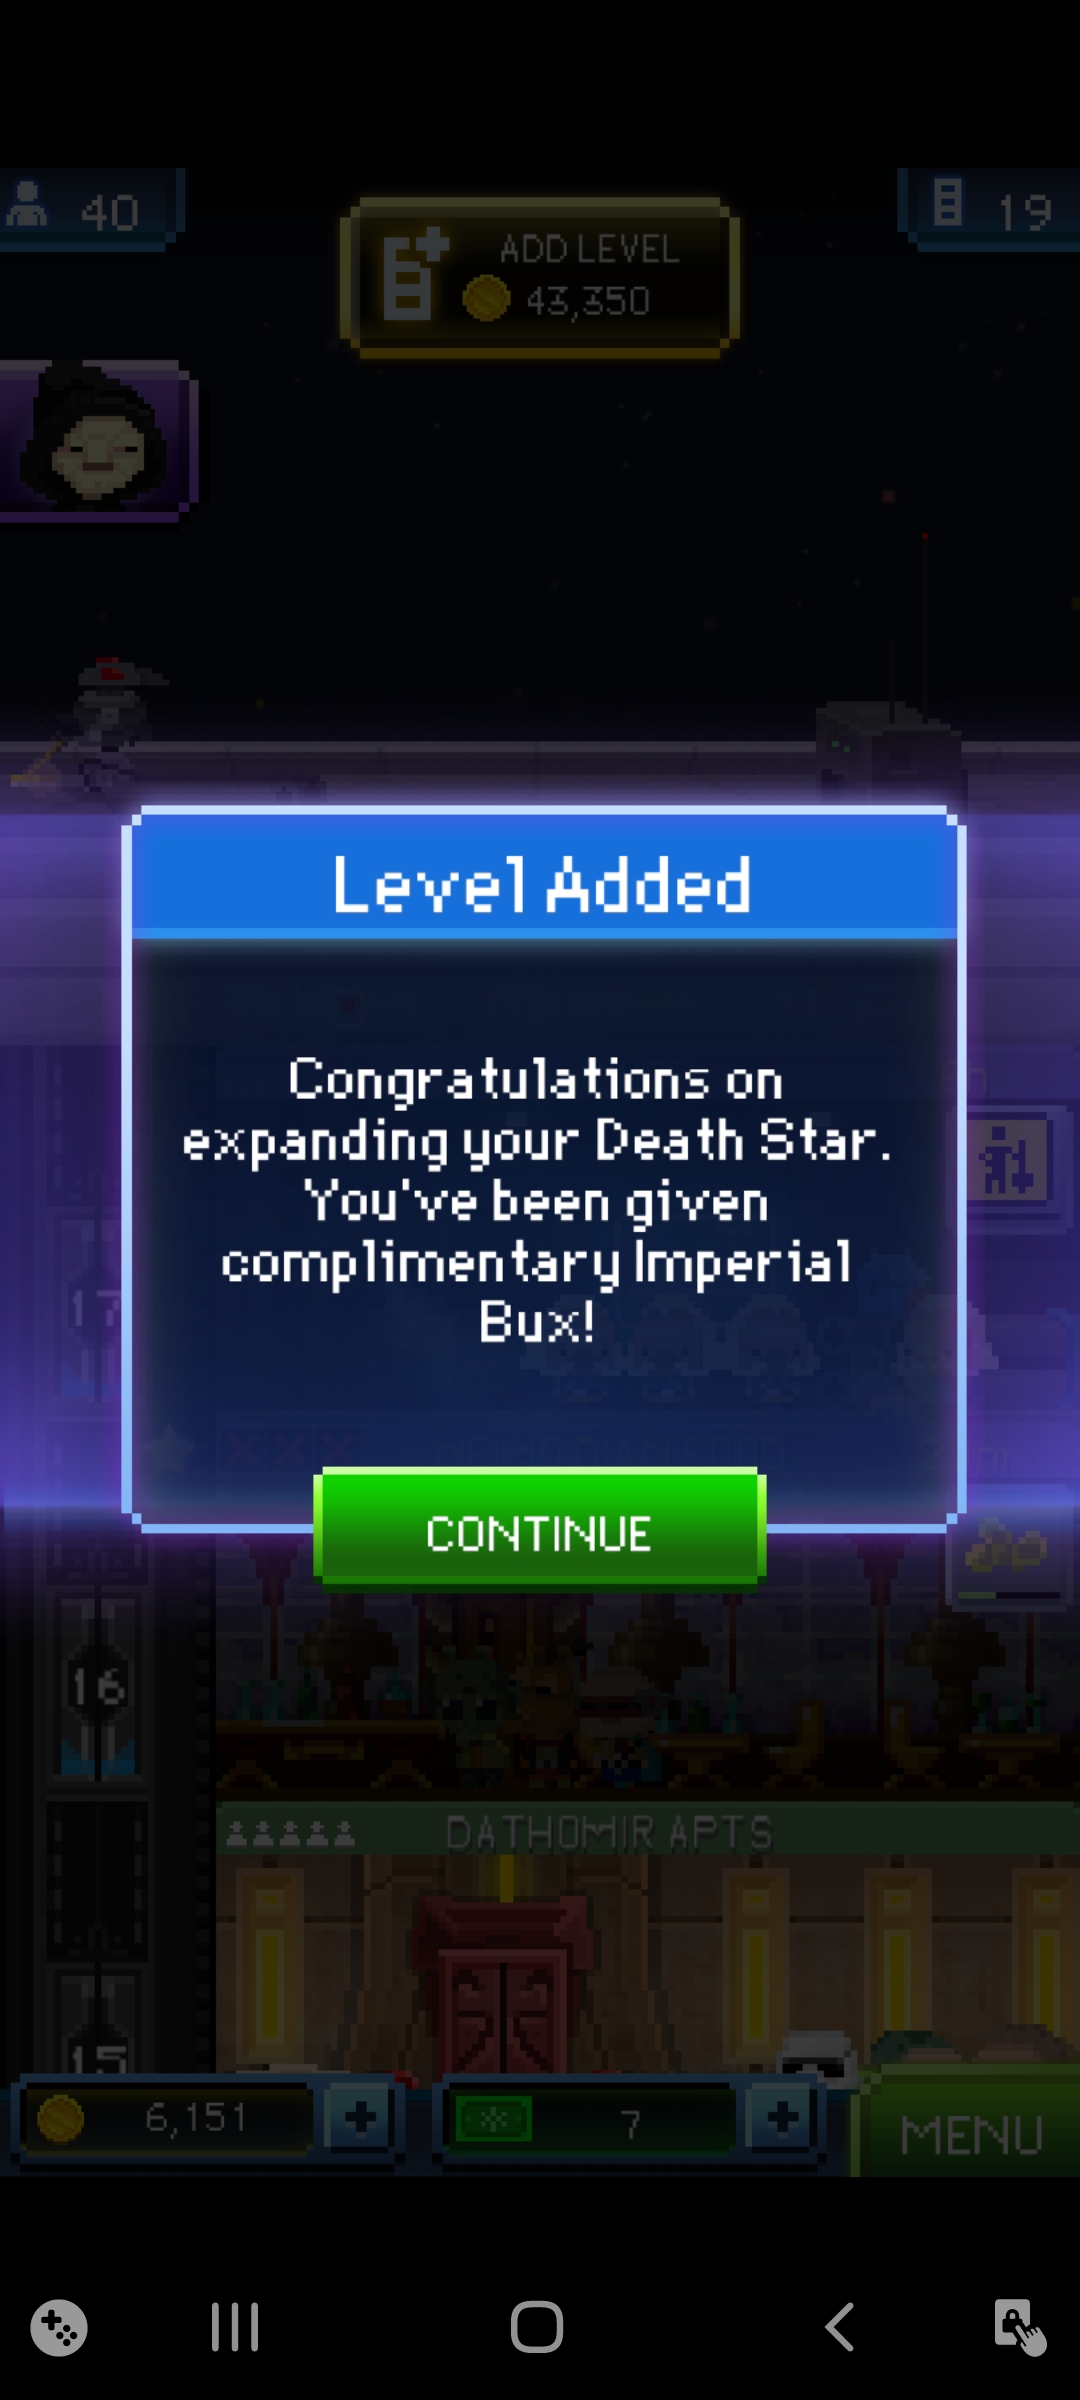 40
19
ADD LEVEL
43,350
Level Added
Congratulations on
expanding your Death Star.
You've been given
complimentary Imperial
Bux!
17
CONTINUE
16
DATHOMIR APTS
15
6,151
7
MENU